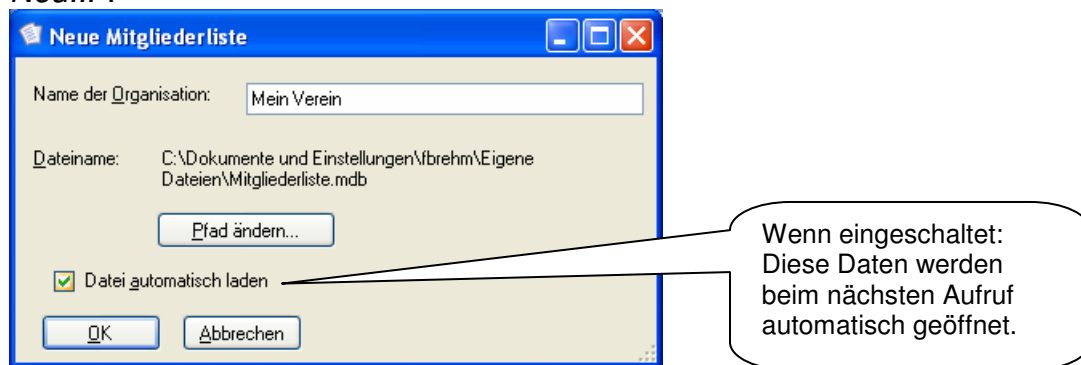 Neue Mitgliederliste
Name der Organisation: Mein Verein
Dateiname: C:\Dokumente und Einstellungen\fbrehm\Eigene
Dateien\Mitgliederliste.mdb
Pfad ändern...
Datei automatisch laden
OK Abbrechen
Wenn eingeschaltet:
Diese Daten werden
beim nächsten Aufruf
automatisch geöffnet.